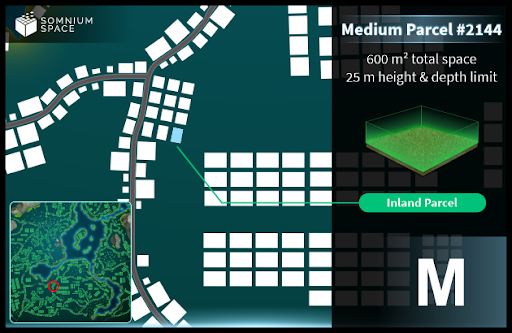 SOMNIUM
SPACE
Medium Parcel #2144
600 m² total space
25 m height & depth limit
Inland Parcel
M